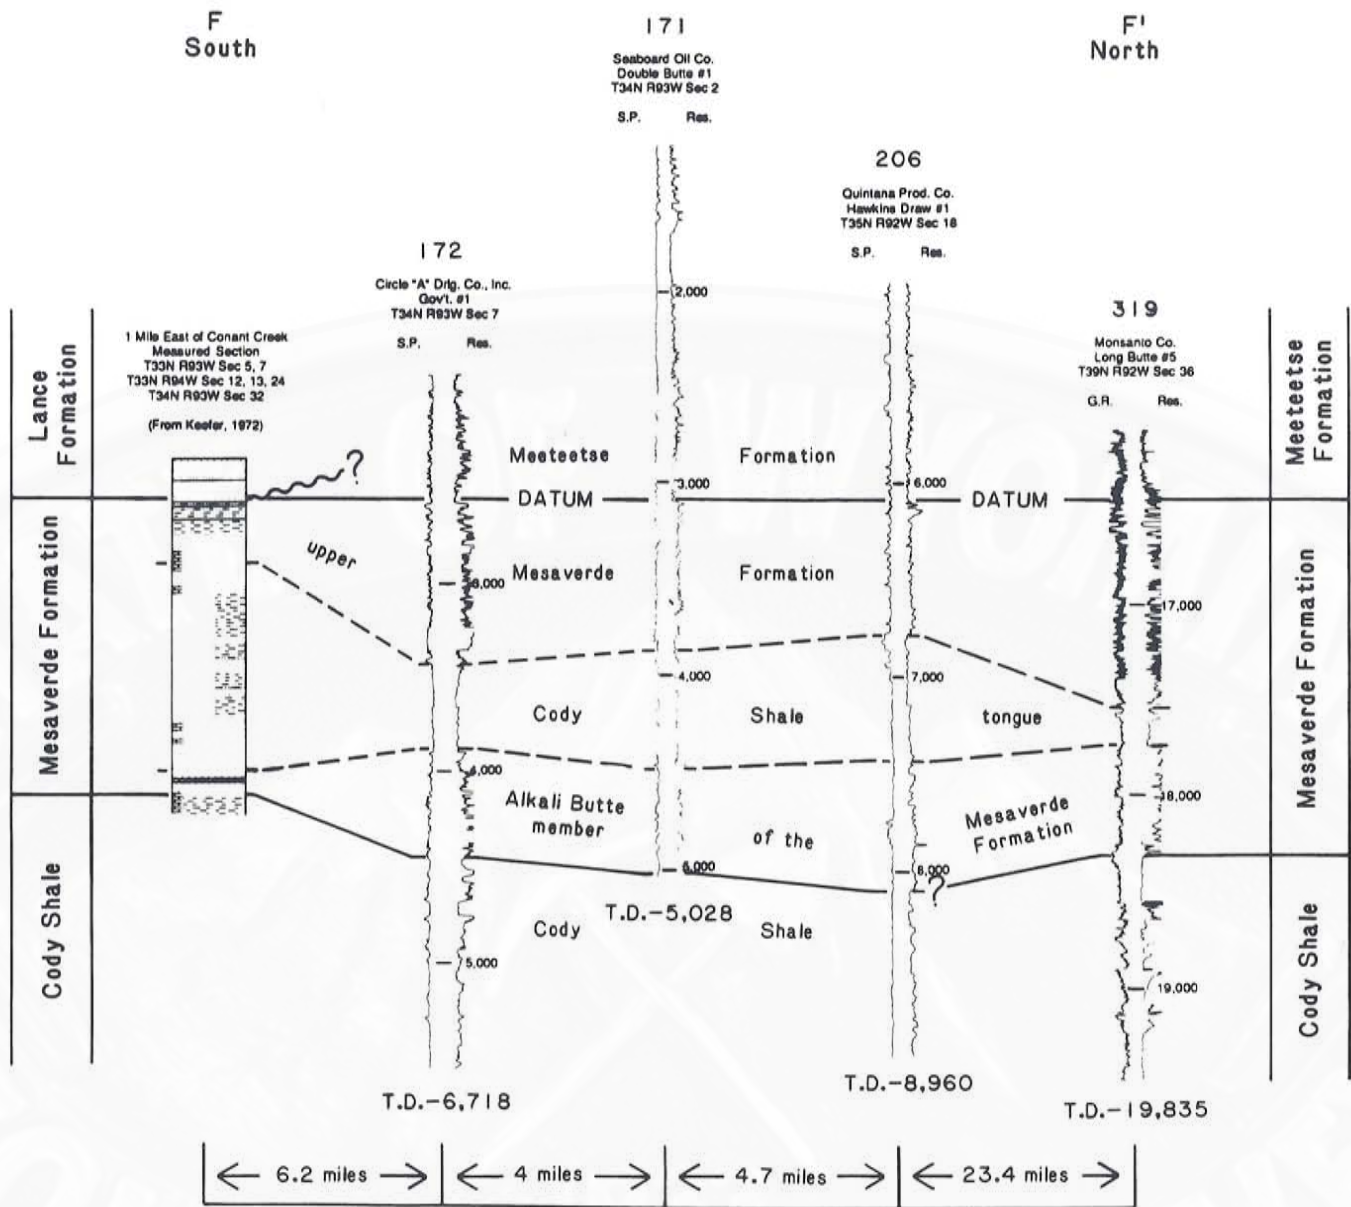 F
South
171
Seaboard Oil Co.
Double Butte #1
T34N R93W Sec 2
S.P. Res.
F'
North
206
Quintana Prod. Co.
Hawkins Draw #1
T35N R92W Sec 18
S.P. Res.
172
Circle "A" Drlg. Co., Inc.
Gov't. #1
T34N R93W Sec 7
S.P. Res.
319
Monsanto Co.
Long Butte #5
T39N R92W Sec 36
G.R. Res.
1 Mile East of Conant Creek
Measured Section
T33N R93W Sec 5, 7
T33N R94W Sec 12, 13, 24
T34N R93W Sec 32
(From Keefer, 1972)
Lance
Formation
Mesaverde Formation
Cody Shale
Meeteetse
Formation
Mesaverde Formation
Cody Shale
2,000
?
Meeteetse Formation
3,000
6,000
DATUM DATUM
upper
Mesaverde Formation
17,000
4,000
7,000
Cody Shale tongue
4,000
18,000
Alkali Butte
member
of the
Mesaverde
Formation
5,000
8,000
?
T.D.-5,028
Cody Shale
5,000
19,000
T.D.-8,960
T.D.-6,718
T.D.-19,835
6.2 miles 4 miles 4.7 miles 23.4 miles